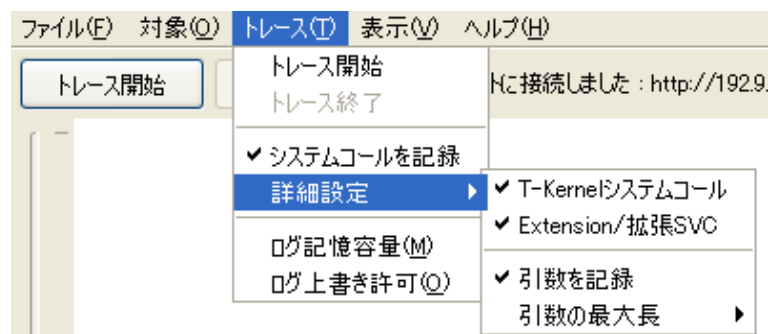 ファイル(F) 対象(O) トレース(T) 表示(V) ヘルプ(H)
トレース開始
トレース開始
に接続しました：http://192.9.
トレース終了
✔ システムコールを記録
詳細設定
✔ T-Kernelシステムコール
✔ Extension/拡張SVC
ログ記憶容量(M)
✔ 引数を記録
ログ上書き許可(O)
引数の最大長